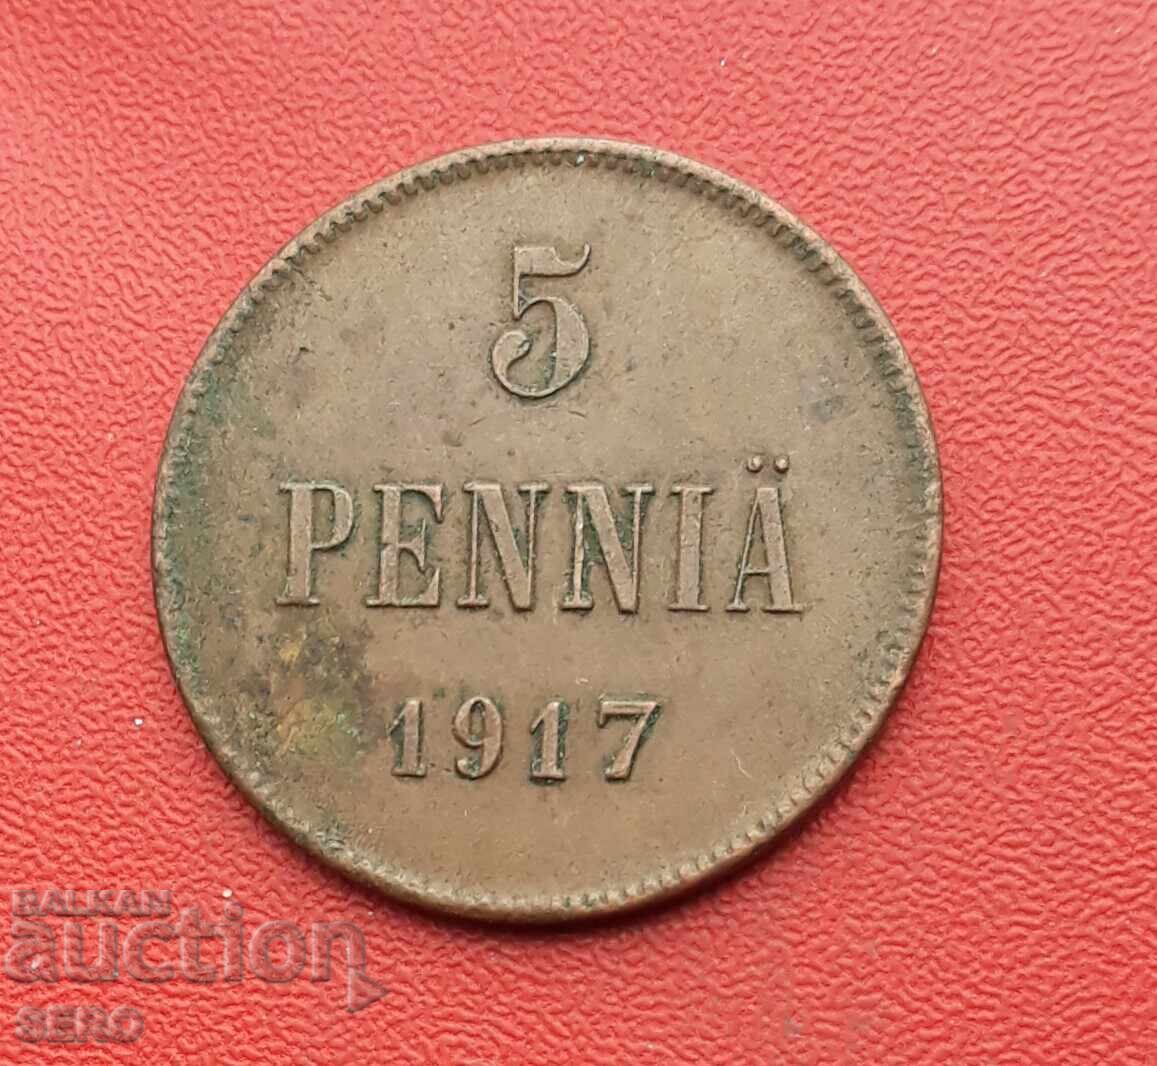 5
PENNIÄ
1917
BALKAN
auction
SERO